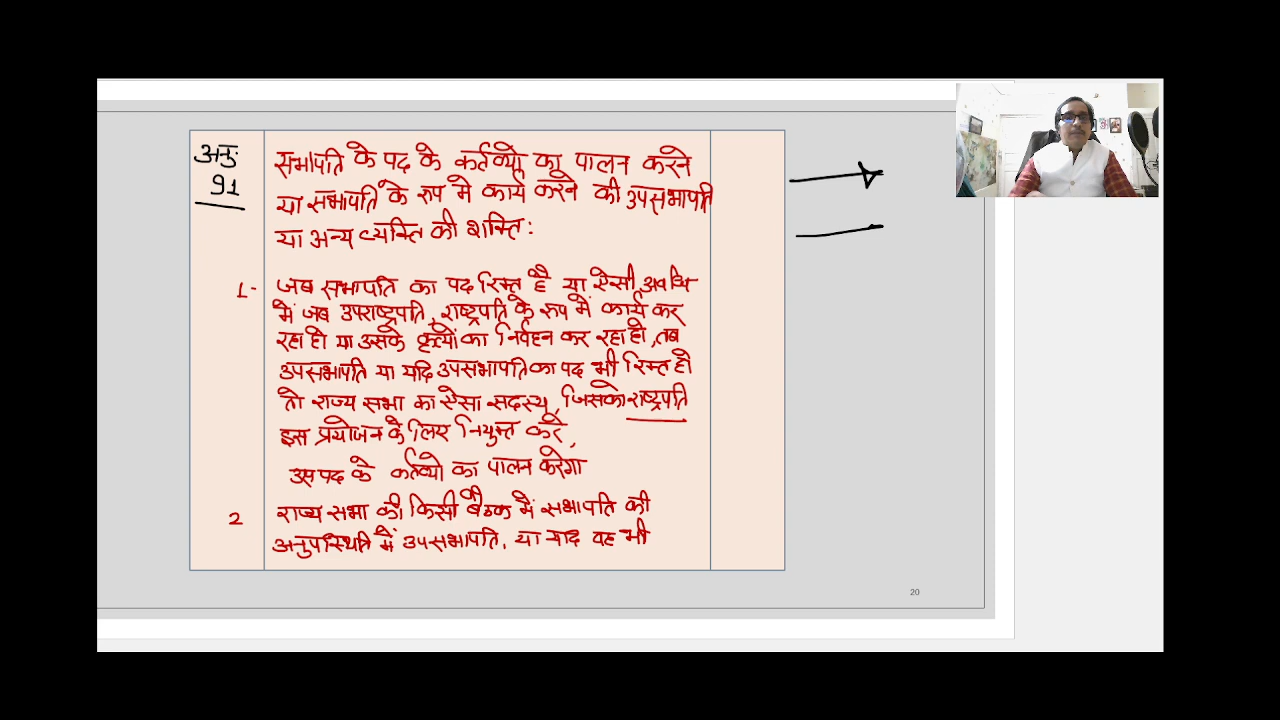 अनु.
91
सभापति के पद के कर्तव्यों का पालन करने
या सभापति के रूप में कार्य करने की उपसभापति
या अन्य व्यक्ति की शक्ति:
1- जब सभापति का पद रिक्त है या ऐसी अवधि
में जब उपराष्ट्रपति, राष्ट्रपति के रूप में कार्य कर
रहा हो या उसके कृत्यों का निर्वहन कर रहा हो, तब
उपसभापति या यदि उपसभापति का पद भी रिक्त हो
तो राज्य सभा का ऐसा सदस्य, जिसको राष्ट्रपति
इस प्रयोजन के लिए नियुक्त करे,
उस पद के कर्तव्यों का पालन करेगा
2 राज्य सभा की किसी बैठक में सभापति की
अनुपस्थिति में उपसभापति, या यदि वह भी
20